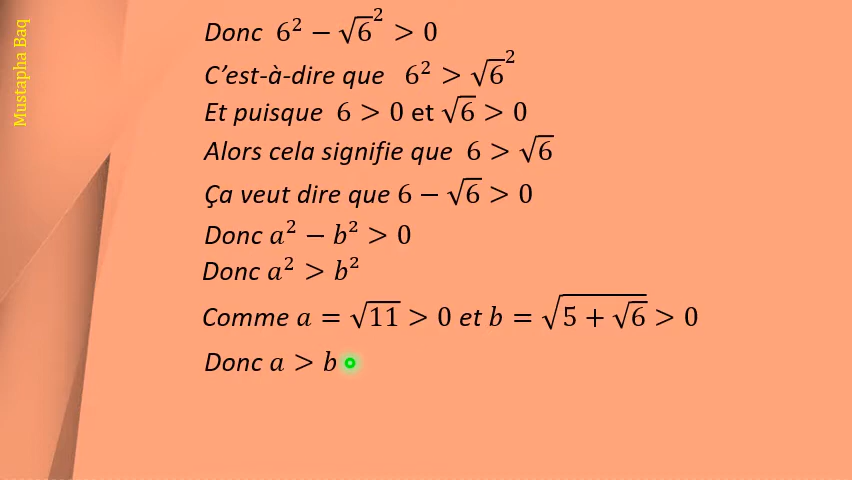 Mustapha Baq
Donc 6² − √6² > 0
C’est-à-dire que 6² > √6²
Et puisque 6 > 0 et √6 > 0
Alors cela signifie que 6 > √6
Ça veut dire que 6 − √6 > 0
Donc a² − b² > 0
Donc a² > b²
Comme a = √11 > 0 et b = √(5 + √6) > 0
Donc a > b